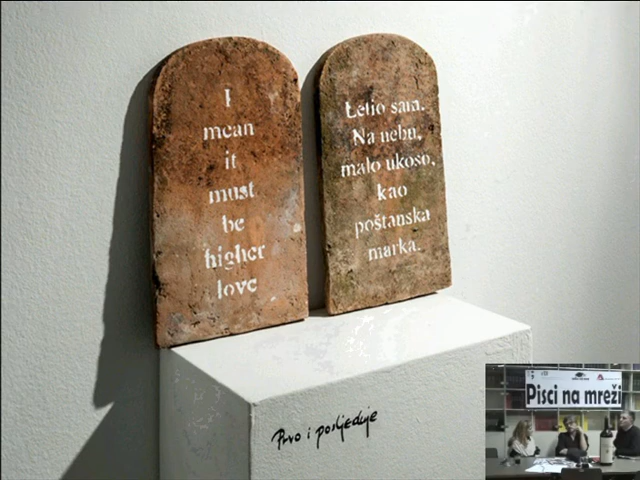 I
mean
it
must
be
higher
love
Letio sam.
Na nebu,
malo ukoso,
kao
poštanska
marka.
Prvo i posljednje
Pisci na mreži